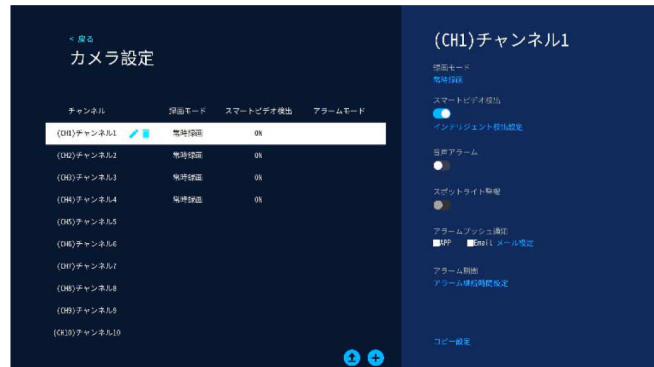 < 戻る
カメラ設定
チャンネル 録画モード スマートビデオ検出 アラームモード
(CH1)チャンネル1 常時録画 ON
(CH2)チャンネル2 常時録画 ON
(CH3)チャンネル3 常時録画 ON
(CH4)チャンネル4 常時録画 ON
(CH5)チャンネル5
(CH6)チャンネル6
(CH7)チャンネル7
(CH8)チャンネル8
(CH9)チャンネル9
(CH10)チャンネル10
(CH1)チャンネル1
録画モード
常時録画
スマートビデオ検出
インテリジェント検出設定
音声アラーム
スポットライト警報
アラームプッシュ通知
APP Email メール設定
アラーム期間
アラーム継続時間設定
コピー設定